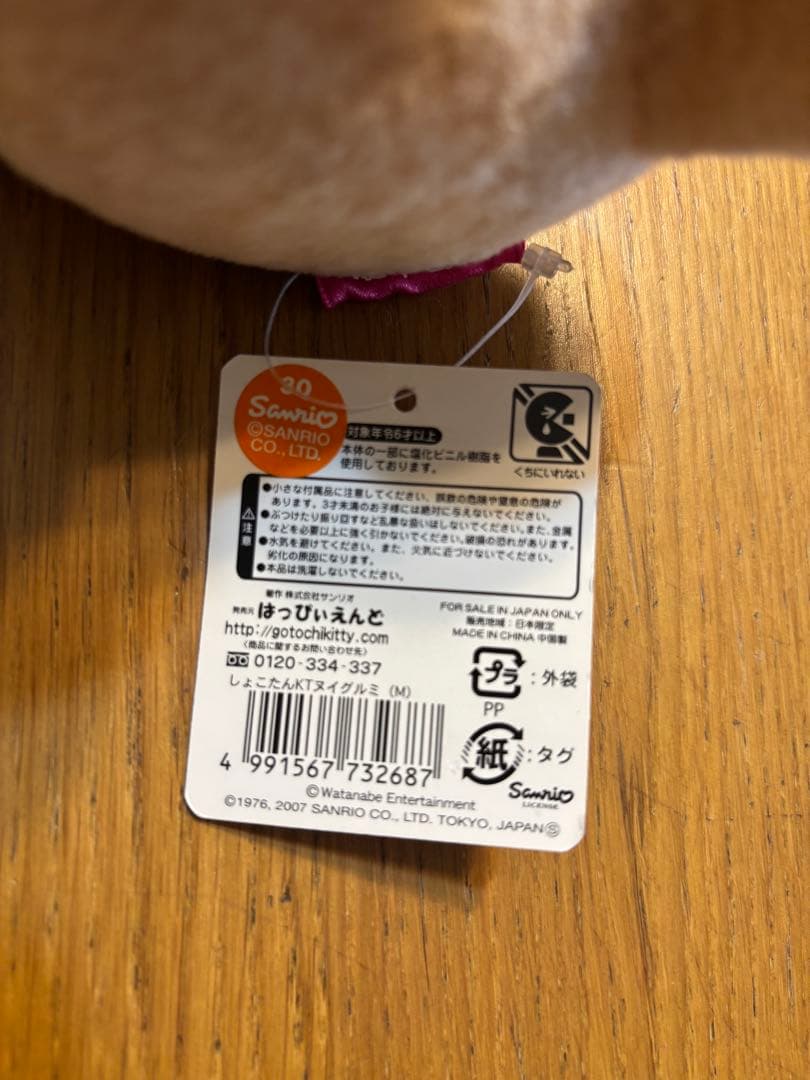 30
Sanrio
©SANRIO
CO., LTD.
対象年令6才以上
本体の一部に塩化ビニル樹脂を
使用しております。
くちにいれない
注意
●小さな付属品に注意してください、誤飲の危険や窒息の危険が
あります。3才未満のお子様には絶対に与えないでください。
●ぶつけたり振り回すなど乱暴な扱いはしないでください。また、金属
などを必要以上に強く引かないでください。破損の恐れがあります。
●水気を避けてください。また、火気に近づけないでください。
劣化の原因になります。
●本品は洗濯しないでください。
著作 株式会社サンリオ
発売元 はっぴぃえんど
http://gotochikitty.com
〈商品に関するお問い合わせ先〉
0120-334-337
しょこたんKTヌイグルミ（M）
FOR SALE IN JAPAN ONLY
販売地域：日本限定
MADE IN CHINA 中国製
プラ：外袋
PP
紙：タグ
4 991567 732687
Sanrio
LICENSE
©Watanabe Entertainment
©1976, 2007 SANRIO CO., LTD. TOKYO, JAPAN Ⓢ